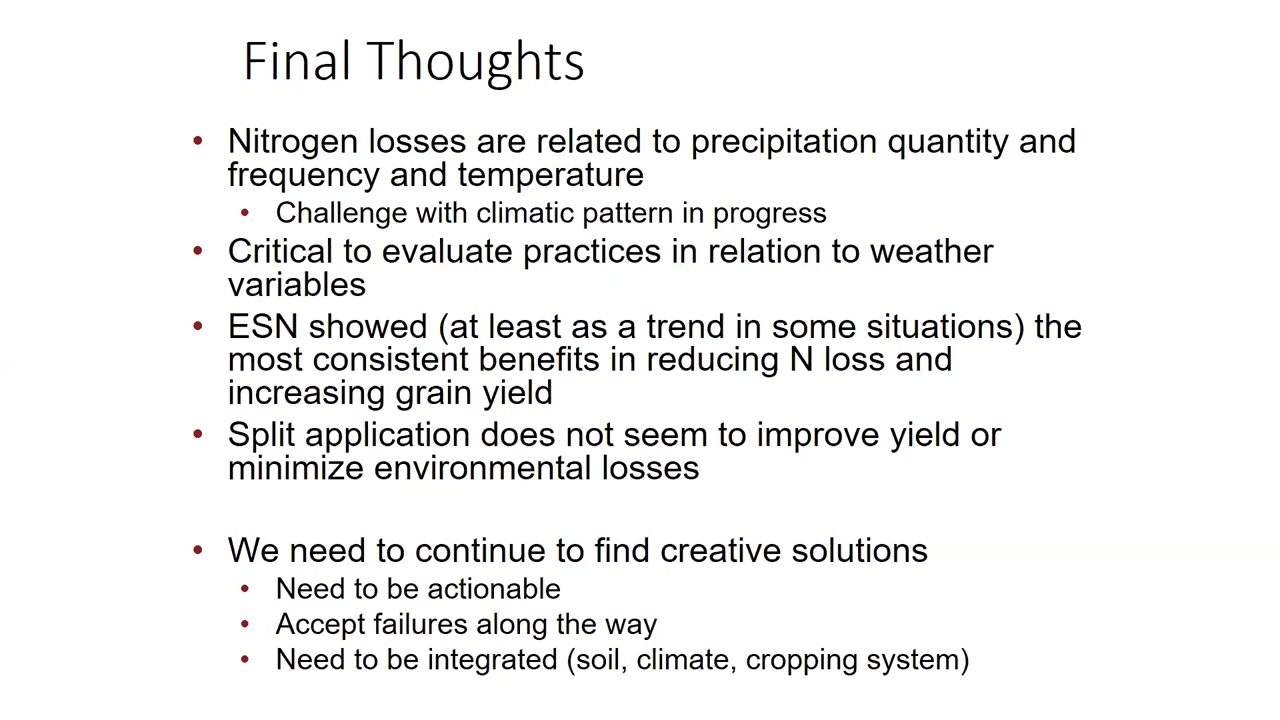 Final Thoughts
• Nitrogen losses are related to precipitation quantity and
frequency and temperature
• Challenge with climatic pattern in progress
• Critical to evaluate practices in relation to weather
variables
• ESN showed (at least as a trend in some situations) the
most consistent benefits in reducing N loss and
increasing grain yield
• Split application does not seem to improve yield or
minimize environmental losses
• We need to continue to find creative solutions
• Need to be actionable
• Accept failures along the way
• Need to be integrated (soil, climate, cropping system)